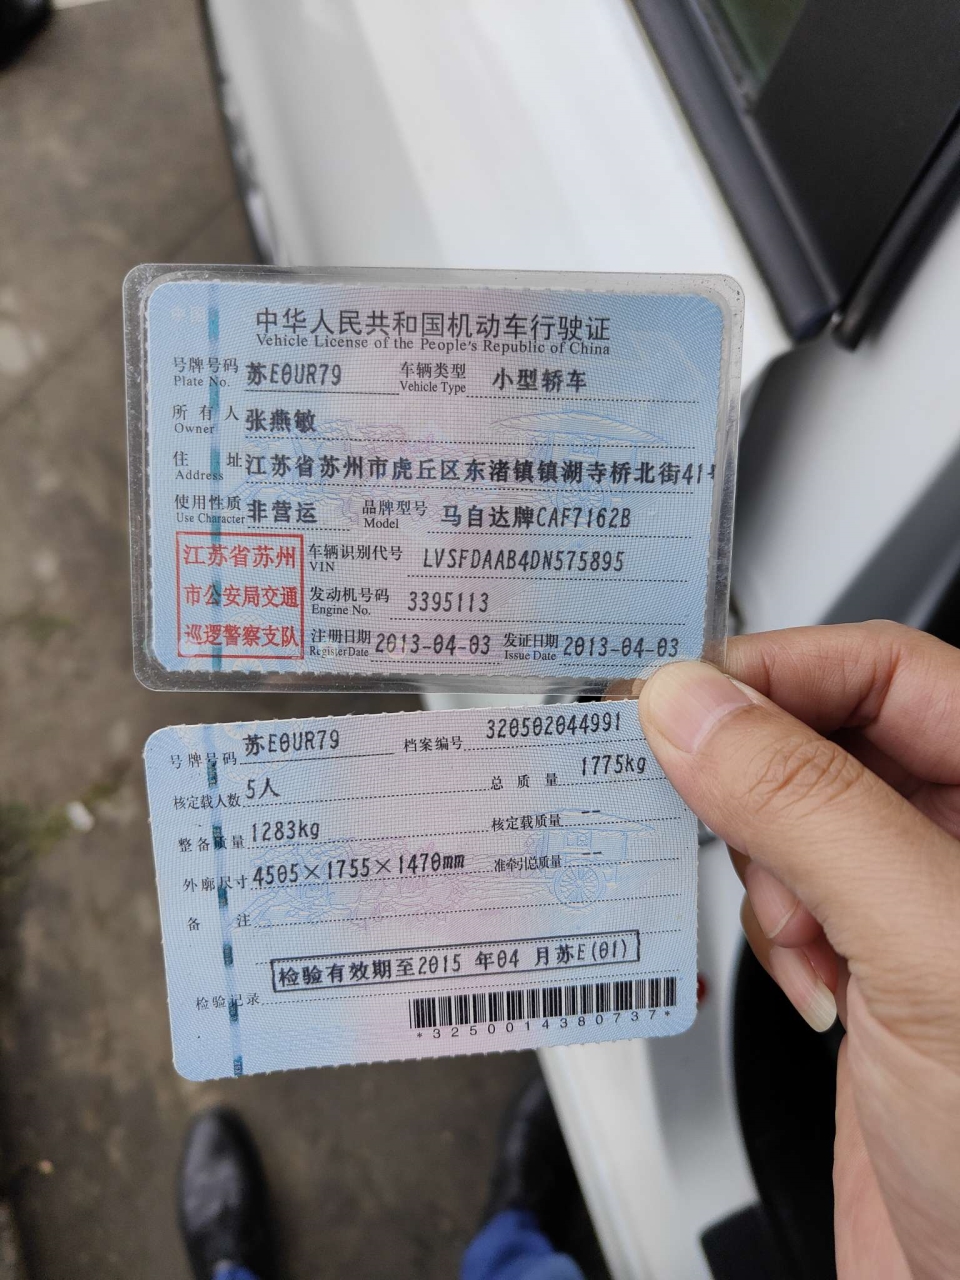 中华人民共和国机动车行驶证
Vehicle License of the People's Republic of China
号牌号码 苏E0UR79 车辆类型 小型轿车
Plate No. Vehicle Type
所有人 张燕敏
Owner
住址 江苏省苏州市虎丘区东渚镇镇湖寺桥北街41
Address
使用性质 非营运 品牌型号 马自达牌CAF7162B
Use Character Model
江苏省苏州
市公安局交通
巡逻警察支队
车辆识别代号 LVSFDAAB4DN575895
VIN
发动机号码 3395113
Engine No.
注册日期 2013-04-03 发证日期 2013-04-03
Register Date Issue Date
号牌号码 苏E0UR79 档案编号 320502044991
核定载人数 5人 总质量 1775kg
整备质量 1283kg 核定载质量 --
外廓尺寸 4505×1755×1470mm 准牵引总质量 --
备注
检验有效期至2015 年04 月苏E(01)
检验记录
*3250014380737*